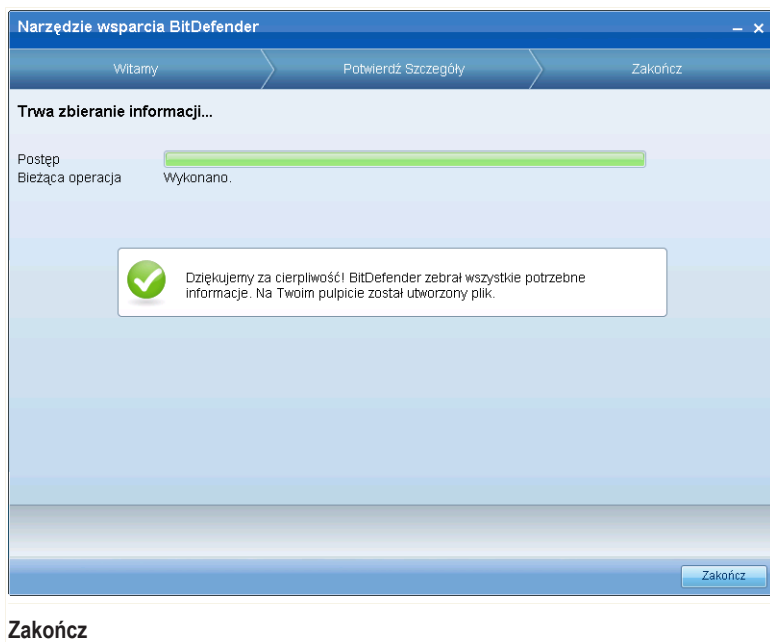 Narzędzie wsparcia BitDefender
Witamy
Potwierdź Szczegóły
Zakończ
Trwa zbieranie informacji...
Postęp
Bieżąca operacja Wykonano.
Dziękujemy za cierpliwość! BitDefender zebrał wszystkie potrzebne
informacje. Na Twoim pulpicie został utworzony plik.
Zakończ
Zakończ